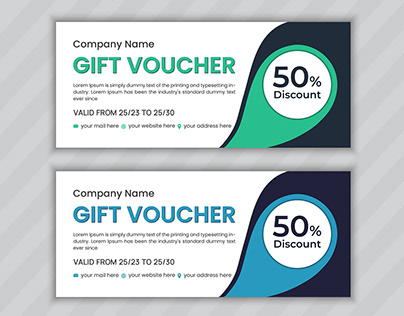 Company Name
GIFT VOUCHER
Lorem Ipsum is simply dummy text of the printing and typesetting-
industry. Lorem Ipsum has been the industry's standard dummy text
ever since
VALID FROM 25/23 TO 25/30
your mail here your website here your address here
50%
Discount
Company Name
GIFT VOUCHER
Lorem Ipsum is simply dummy text of the printing and typesetting-
industry. Lorem Ipsum has been the industry's standard dummy text
ever since
VALID FROM 25/23 TO 25/30
your mail here your website here your address here
50%
Discount